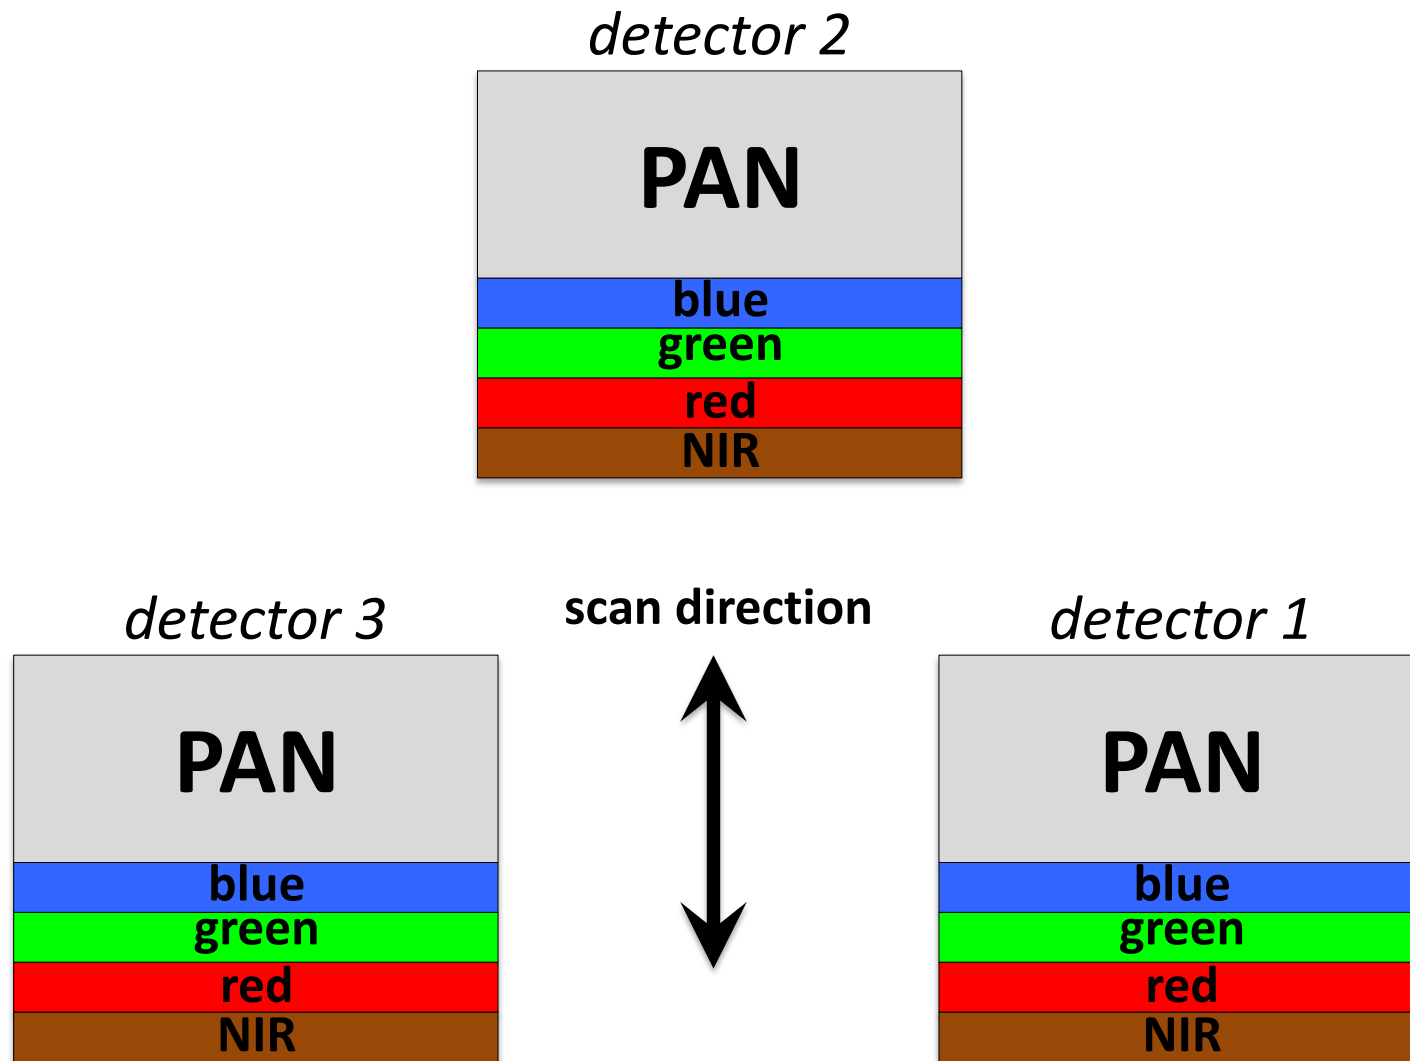 detector 2
PAN
blue
green
red
NIR
scan direction
detector 3
PAN
blue
green
red
NIR
detector 1
PAN
blue
green
red
NIR